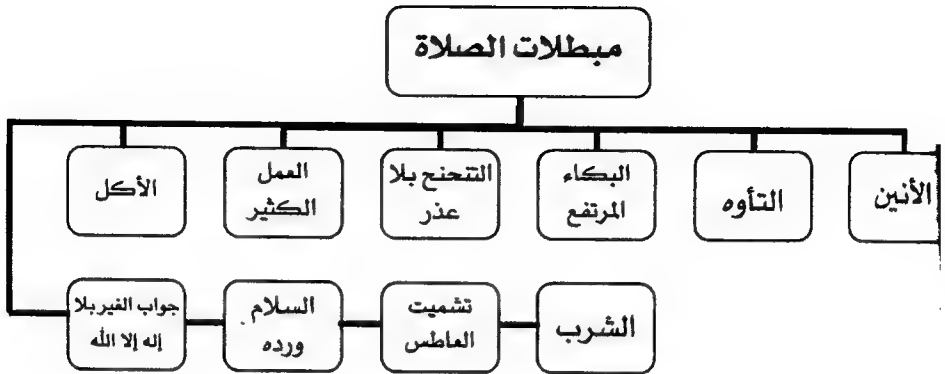 مبطلات الصلاة
الأنين
التأوه
البكاء
المرتفع
التنحنح بلا
عذر
العمل
الكثير
الأكل
الشرب
تشميت
العاطس
السلام
ورده
جواب الغير بلا
إله إلا الله